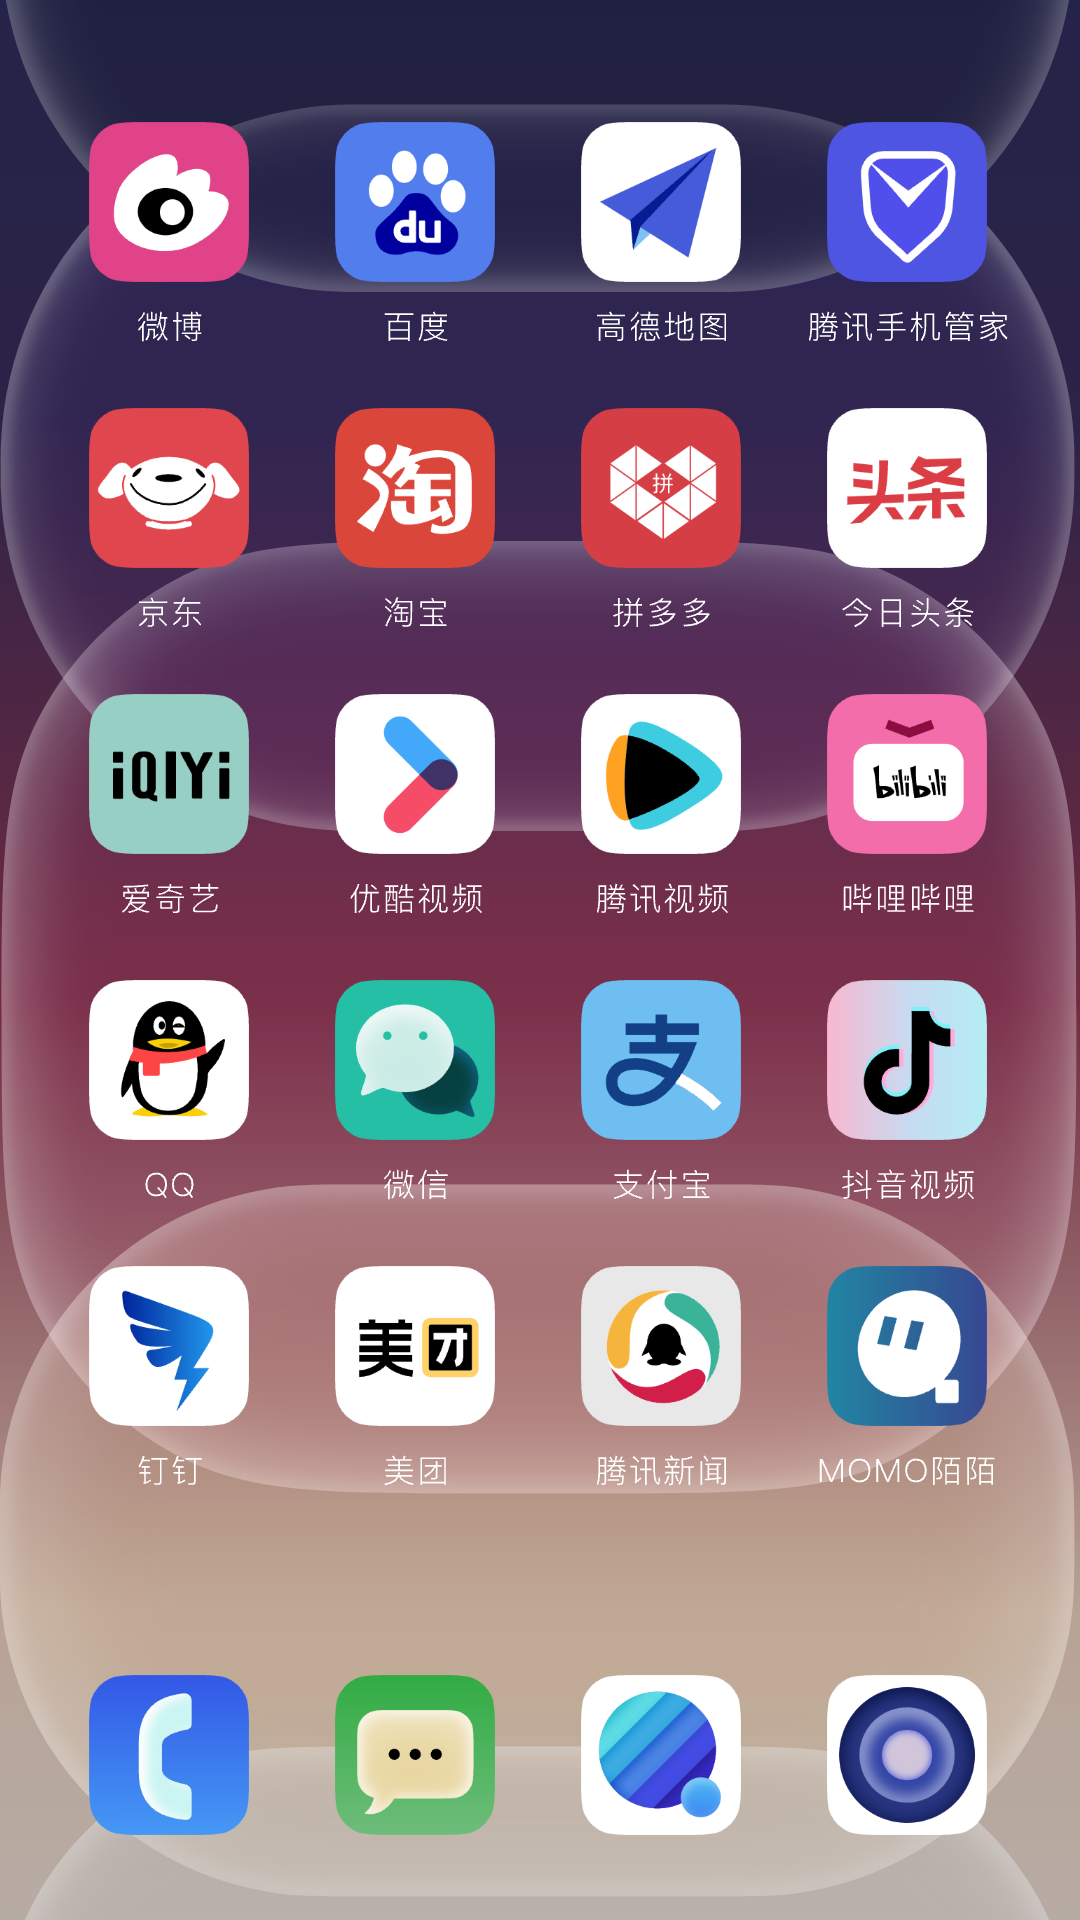 du
微博
百度
高德地图
腾讯手机管家
淘
拼
头条
京东
淘宝
拼多多
今日头条
iQIYI
bilibili
爱奇艺
优酷视频
腾讯视频
哔哩哔哩
支
QQ
微信
支付宝
抖音视频
美团
钉钉
美团
腾讯新闻
MOMO陌陌